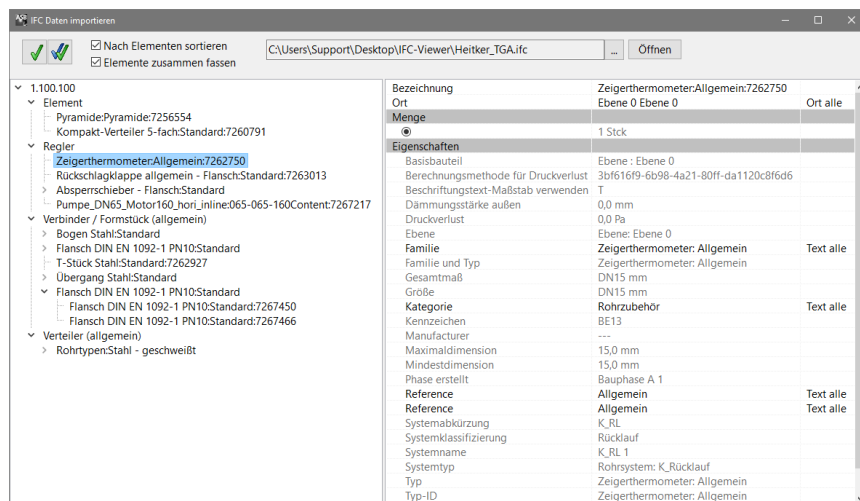 IFC Daten importieren
Nach Elementen sortieren
Elemente zusammen fassen
C:\Users\Support\Desktop\IFC-Viewer\Heitker_TGA.ifc
...
Öffnen
1.100.100
Element
Pyramide:Pyramide:7256554
Kompakt-Verteiler 5-fach:Standard:7260791
Regler
Zeigerthermometer:Allgemein:7262750
Rückschlagklappe allgemein - Flansch:Standard:7263013
Absperrschieber - Flansch:Standard
Pumpe_DN65_Motor160_hori_inline:065-065-160Content:7267217
Verbinder / Formstück (allgemein)
Bogen Stahl:Standard
Flansch DIN EN 1092-1 PN10:Standard
T-Stück Stahl:Standard:7262927
Übergang Stahl:Standard
Flansch DIN EN 1092-1 PN10:Standard
Flansch DIN EN 1092-1 PN10:Standard:7267450
Flansch DIN EN 1092-1 PN10:Standard:7267466
Verteiler (allgemein)
Rohrtypen:Stahl - geschweißt
Bezeichnung Zeigerthermometer:Allgemein:7262750
Ort Ebene 0 Ebene 0 Ort alle
Menge
1 Stck
Eigenschaften
Basisbauteil Ebene : Ebene 0
Berechnungsmethode für Druckverlust 3bf616f9-6b98-4a21-80ff-da1120c8f6d6
Beschriftungstext-Maßstab verwenden T
Dämmungsstärke außen 0,0 mm
Druckverlust 0,0 Pa
Ebene Ebene: Ebene 0
Familie Zeigerthermometer: Allgemein Text alle
Familie und Typ Zeigerthermometer: Allgemein
Gesamtmaß DN15 mm
Größe DN15 mm
Kategorie Rohrzubehör Text alle
Kennzeichen BE13
Manufacturer ---
Maximaldimension 15,0 mm
Mindestdimension 15,0 mm
Phase erstellt Bauphase A 1
Reference Allgemein Text alle
Reference Allgemein Text alle
Systemabkürzung K_RL
Systemklassifizierung Rücklauf
Systemname K_RL 1
Systemtyp Rohrsystem: K_Rücklauf
Typ Zeigerthermometer: Allgemein
Typ-ID Zeigerthermometer: Allgemein